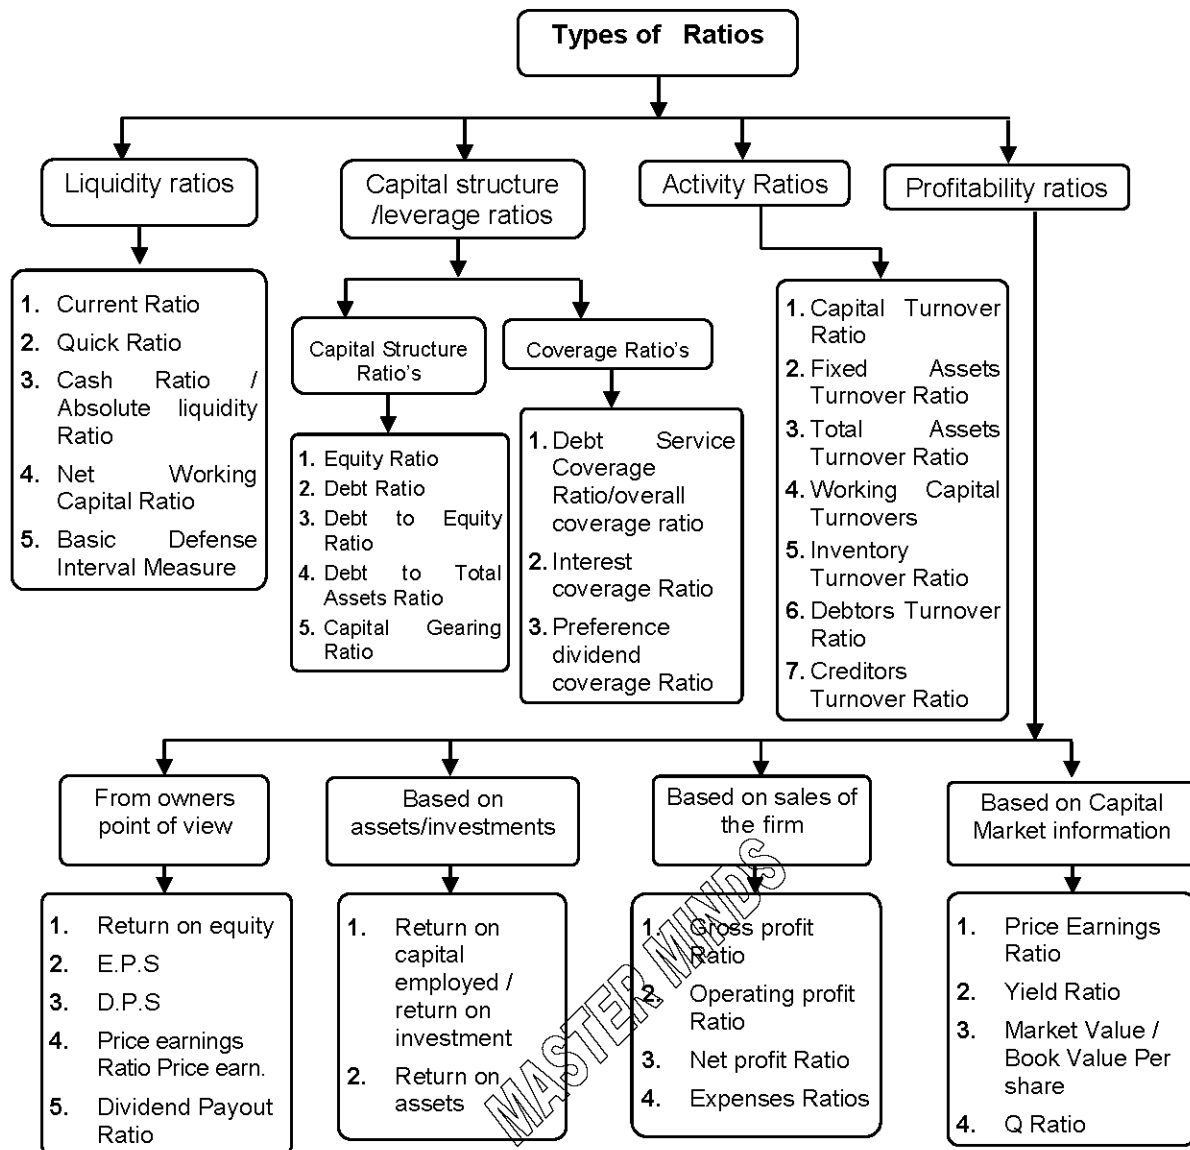 Types of Ratios
Liquidity ratios
Capital structure
/leverage ratios
Activity Ratios
Profitability ratios
1. Current Ratio
2. Quick Ratio
3. Cash Ratio /
Absolute liquidity
Ratio
4. Net Working
Capital Ratio
5. Basic Defense
Interval Measure
Capital Structure
Ratio's
1. Equity Ratio
2. Debt Ratio
3. Debt to Equity
Ratio
4. Debt to Total
Assets Ratio
5. Capital Gearing
Ratio
Coverage Ratio's
1. Debt Service
Coverage
Ratio/overall
coverage ratio
2. Interest
coverage Ratio
3. Preference
dividend
coverage Ratio
1. Capital Turnover
Ratio
2. Fixed Assets
Turnover Ratio
3. Total Assets
Turnover Ratio
4. Working Capital
Turnovers
5. Inventory
Turnover Ratio
6. Debtors Turnover
Ratio
7. Creditors
Turnover Ratio
From owners
point of view
1. Return on equity
2. E.P.S
3. D.P.S
4. Price earnings
Ratio Price earn.
5. Dividend Payout
Ratio
Based on
assets/investments
1. Return on
capital
employed /
return on
investment
2. Return on
assets
Based on sales of
the firm
1. Gross profit
Ratio
2. Operating profit
Ratio
3. Net profit Ratio
4. Expenses Ratios
Based on Capital
Market information
1. Price Earnings
Ratio
2. Yield Ratio
3. Market Value /
Book Value Per
share
4. Q Ratio
MASTER MINDS